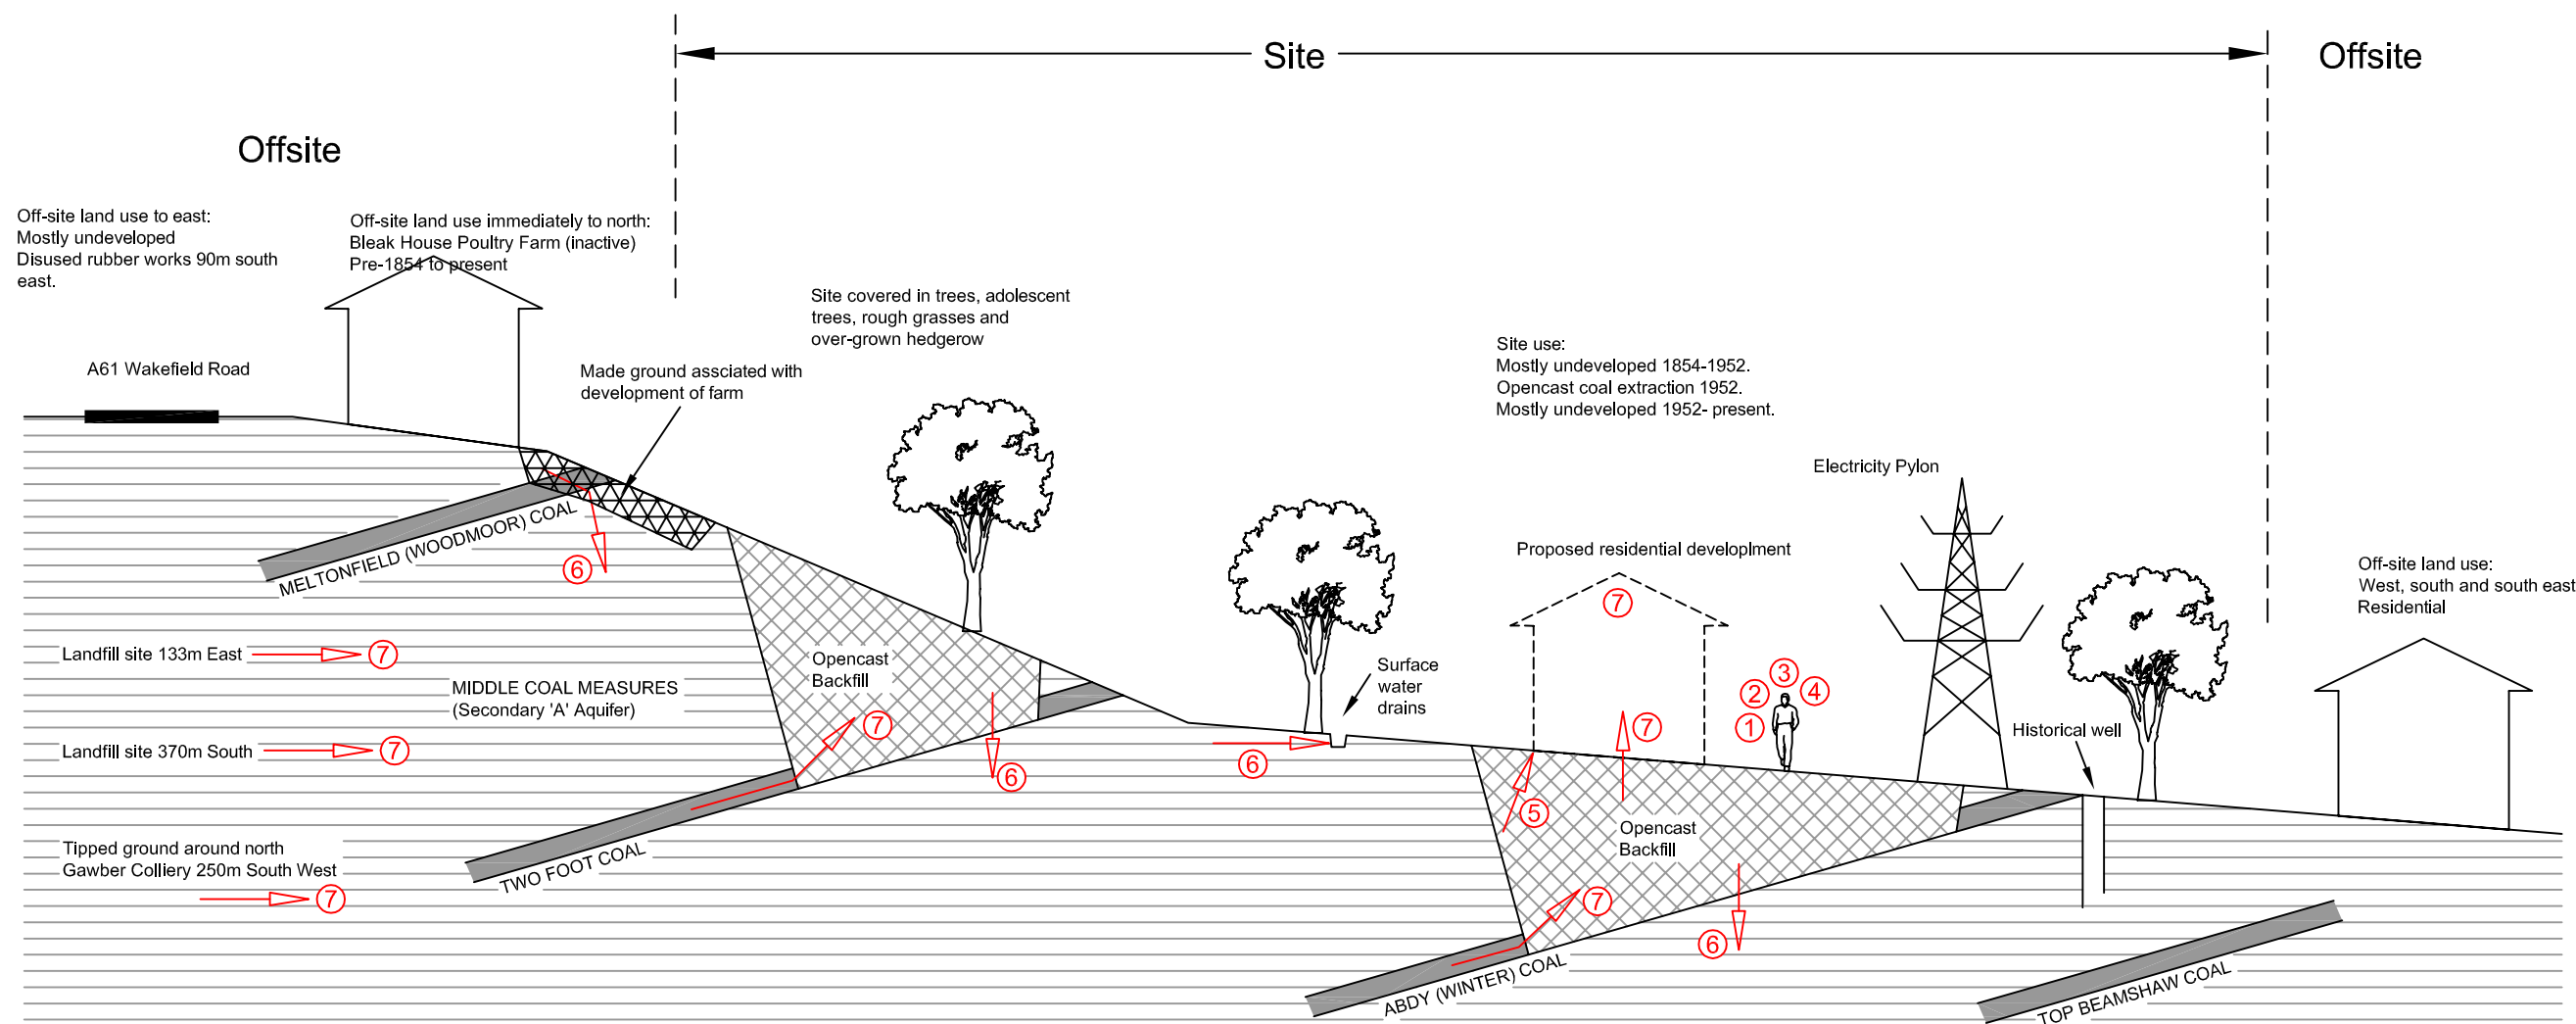 Site
Offsite
Offsite
Off-site land use to east:
Mostly undeveloped
Disused rubber works 90m south
east.
Off-site land use immediately to north:
Bleak House Poultry Farm (inactive)
Pre-1854 to present
A61 Wakefield Road
Site covered in trees, adolescent
trees, rough grasses and
over-grown hedgerow
Made ground assciated with
development of farm
Site use:
Mostly undeveloped 1854-1952.
Opencast coal extraction 1952.
Mostly undeveloped 1952- present.
Electricity Pylon
Proposed residential developlment
7
Off-site land use:
West, south and south east
Residential
MELTONFIELD (WOODMOOR) COAL
6
Landfill site 133m East
7
MIDDLE COAL MEASURES
(Secondary 'A' Aquifer)
Opencast
Backfill
7
Surface
water
drains
3
2
4
1
7
Historical well
Landfill site 370m South
7
6
6
5
Opencast
Backfill
Tipped ground around north
Gawber Colliery 250m South West
7
TWO FOOT COAL
7
6
ABDY (WINTER) COAL
TOP BEAMSHAW COAL